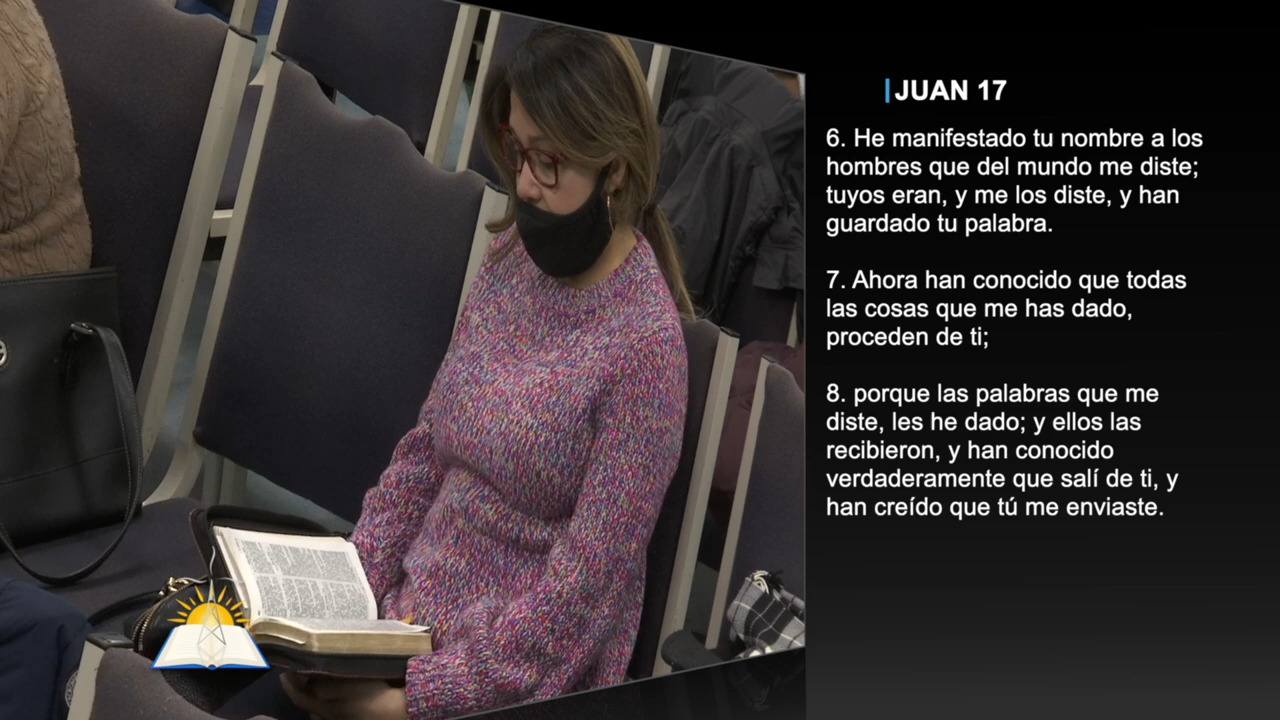 JUAN 17
6. He manifestado tu nombre a los
hombres que del mundo me diste;
tuyos eran, y me los diste, y han
guardado tu palabra.
7. Ahora han conocido que todas
las cosas que me has dado,
proceden de ti;
8. porque las palabras que me
diste, les he dado; y ellos las
recibieron, y han conocido
verdaderamente que salí de ti, y
han creído que tú me enviaste.